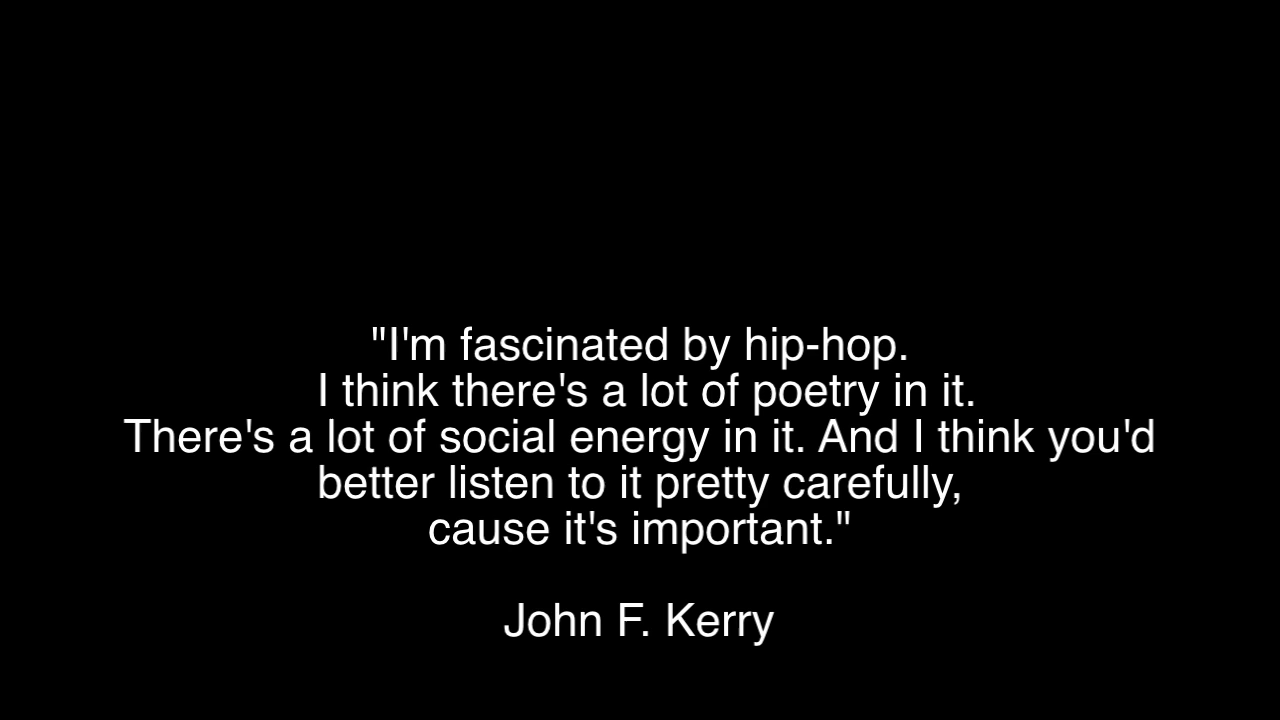 "I'm fascinated by hip-hop.
I think there's a lot of poetry in it.
There's a lot of social energy in it. And I think you'd
better listen to it pretty carefully,
cause it's important."
John F. Kerry